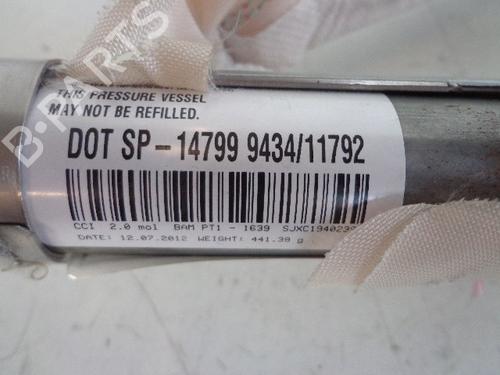 THIS PRESSURE VESSEL
MAY NOT BE REFILLED.
DOT SP-14799 9434/11792
CCI 2.0 mol BAM PT1 - 1639
DATE: 12.07.2012 WEIGHT: 441.39 g
B-PARTS